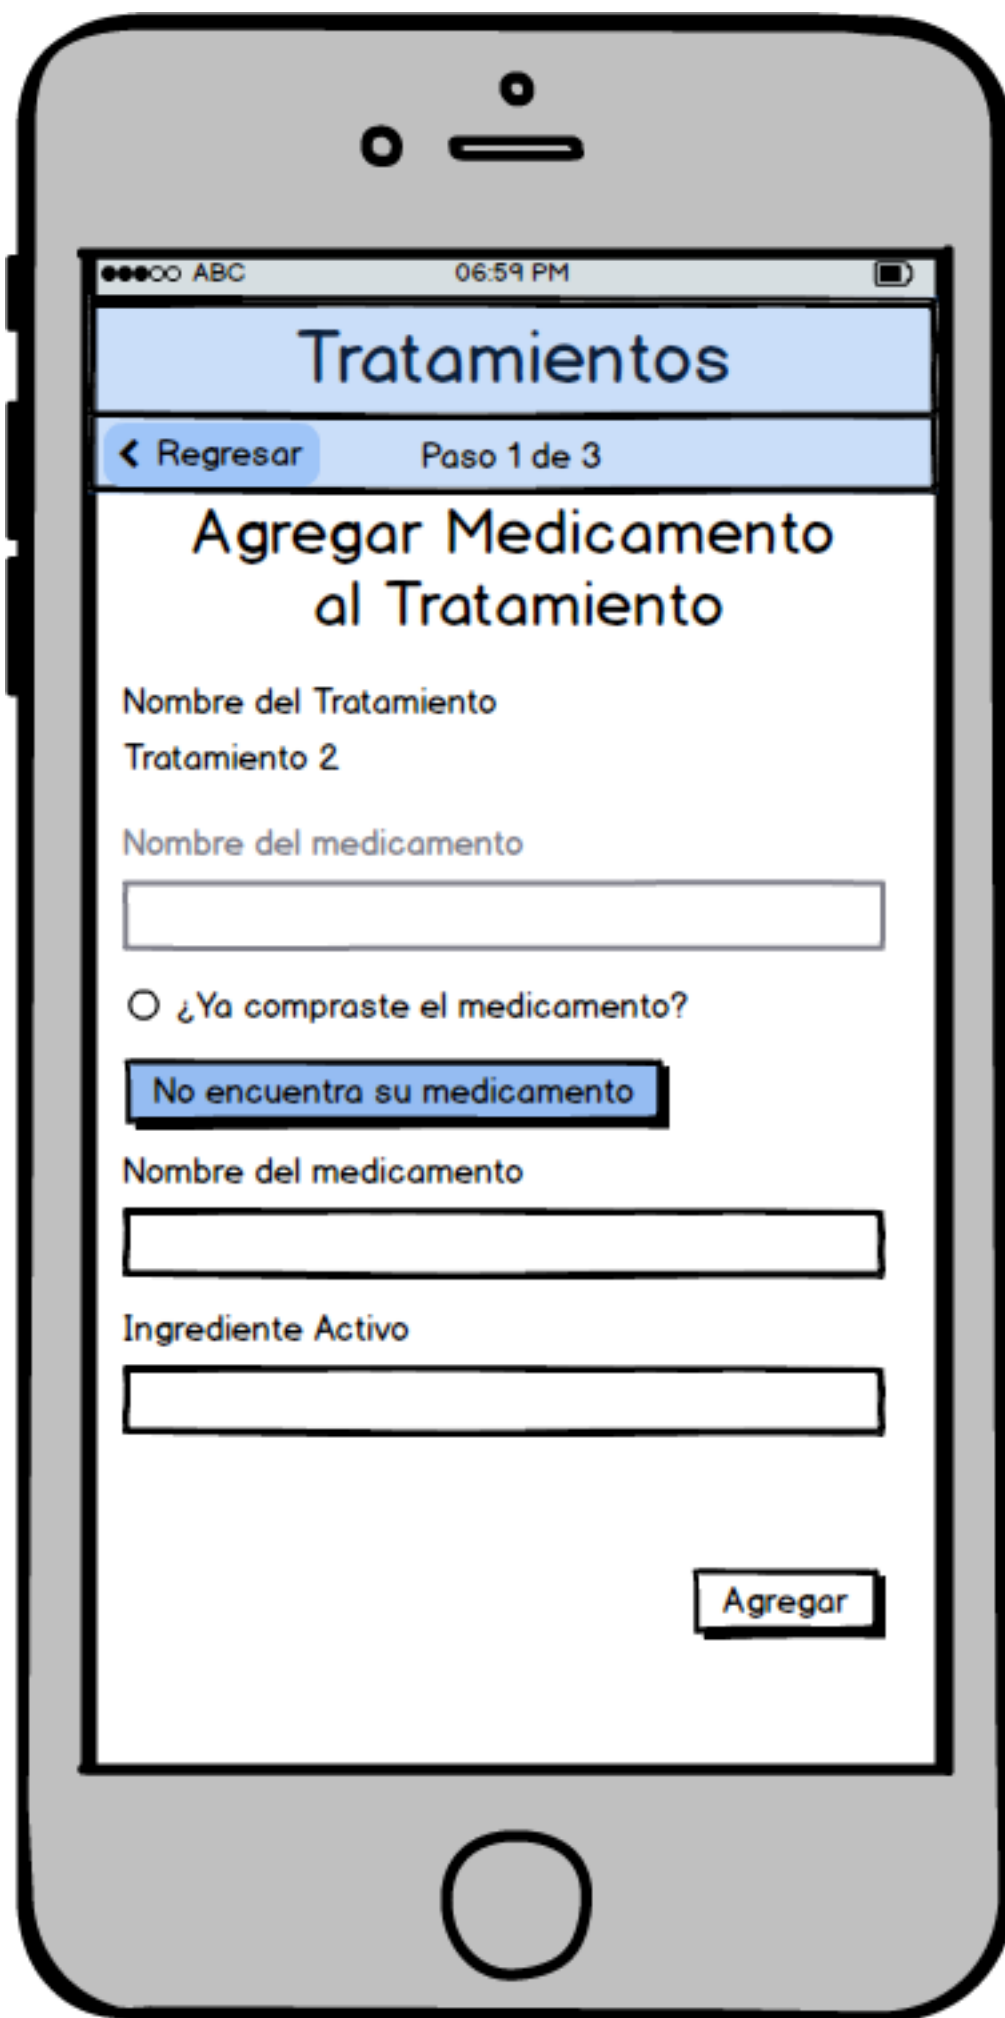 ABC 06:59 PM
Tratamientos
Regresar Paso 1 de 3
Agregar Medicamento
al Tratamiento
Nombre del Tratamiento
Tratamiento 2
Nombre del medicamento
¿Ya compraste el medicamento?
No encuentra su medicamento
Nombre del medicamento
Ingrediente Activo
Agregar